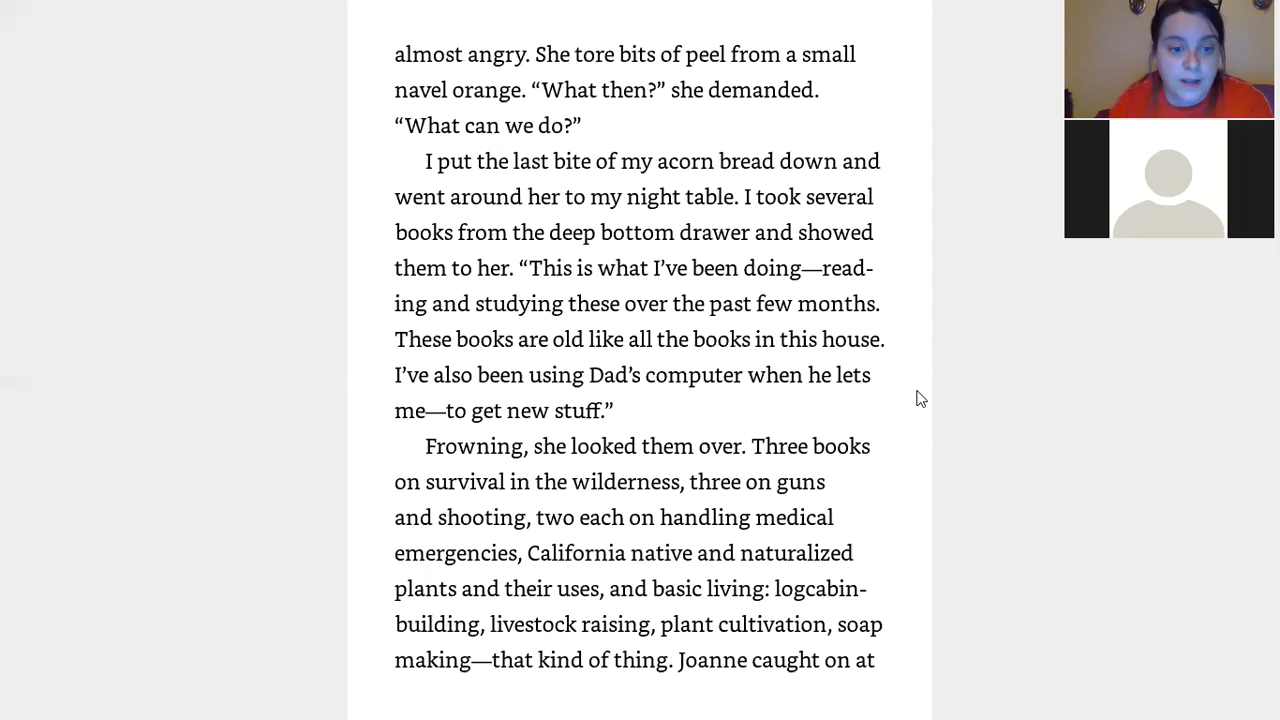 almost angry. She tore bits of peel from a small
navel orange. “What then?” she demanded.
“What can we do?”
I put the last bite of my acorn bread down and
went around her to my night table. I took several
books from the deep bottom drawer and showed
them to her. “This is what I’ve been doing—read-
ing and studying these over the past few months.
These books are old like all the books in this house.
I’ve also been using Dad’s computer when he lets
me—to get new stuff.”
Frowning, she looked them over. Three books
on survival in the wilderness, three on guns
and shooting, two each on handling medical
emergencies, California native and naturalized
plants and their uses, and basic living: logcabin-
building, livestock raising, plant cultivation, soap
making—that kind of thing. Joanne caught on at